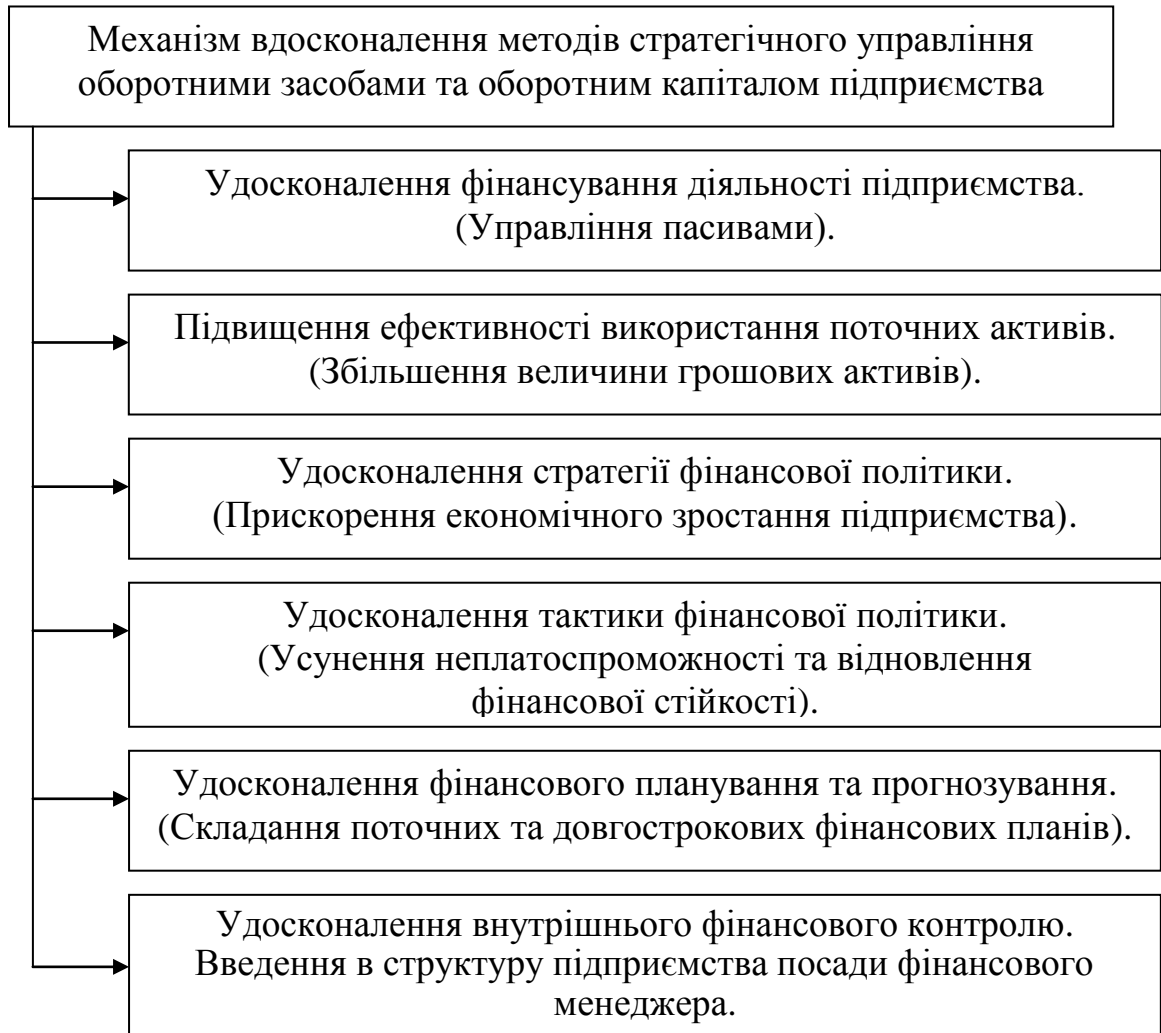 Механізм вдосконалення методів стратегічного управління
оборотними засобами та оборотним капіталом підприємства
Удосконалення фінансування діяльності підприємства.
(Управління пасивами).
Підвищення ефективності використання поточних активів.
(Збільшення величини грошових активів).
Удосконалення стратегії фінансової політики.
(Прискорення економічного зростання підприємства).
Удосконалення тактики фінансової політики.
(Усунення неплатоспроможності та відновлення
фінансової стійкості).
Удосконалення фінансового планування та прогнозування.
(Складання поточних та довгострокових фінансових планів).
Удосконалення внутрішнього фінансового контролю.
Введення в структуру підприємства посади фінансового
менеджера.